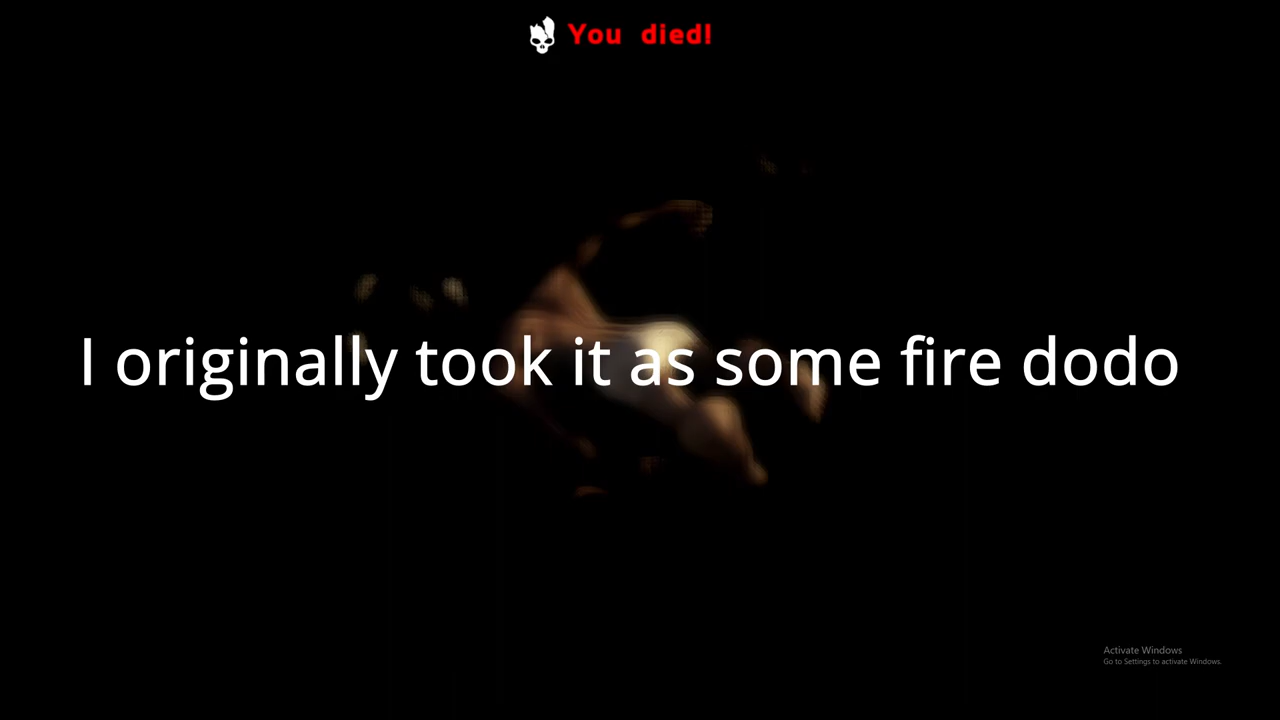 You died!
I originally took it as some fire dodo
Activate Windows
Go to Settings to activate Windows.